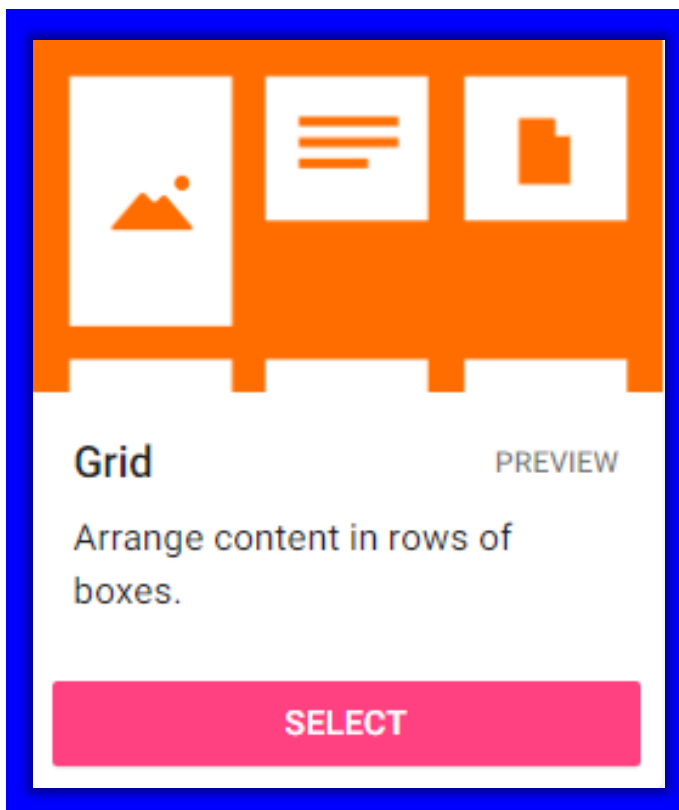 Grid
PREVIEW
Arrange content in rows of
boxes.
SELECT